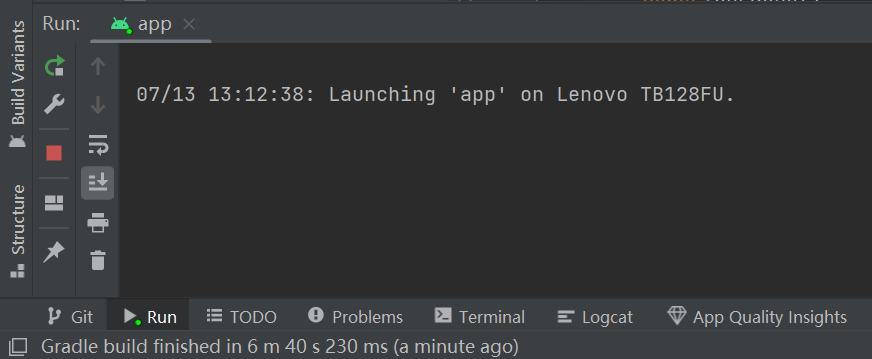 Run: app
Build Variants
07/13 13:12:38: Launching 'app' on Lenovo TB128FU.
Structure
Git Run TODO Problems Terminal Logcat App Quality Insights
Gradle build finished in 6 m 40 s 230 ms (a minute ago)